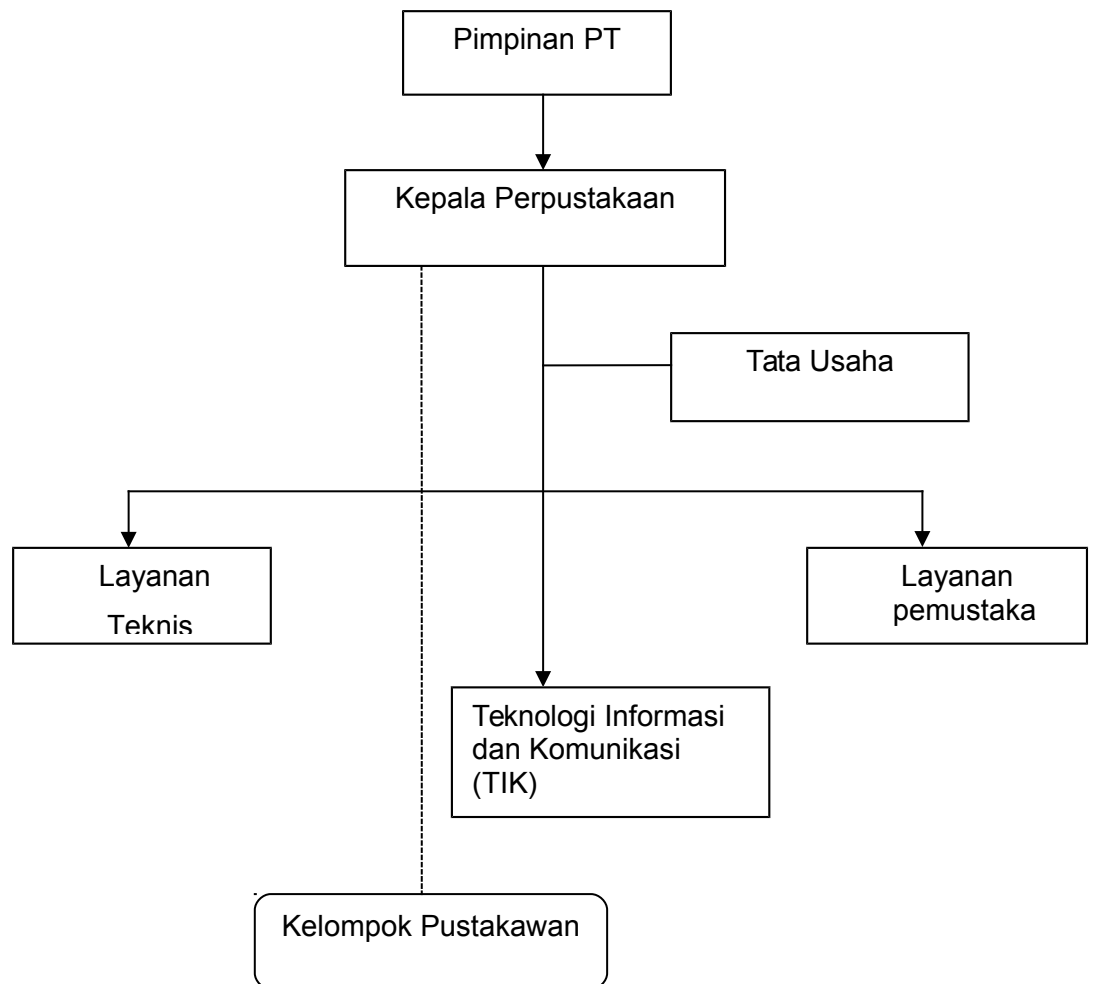 Pimpinan PT
Kepala Perpustakaan
Tata Usaha
Layanan
Teknis
Layanan
pemustaka
Teknologi Informasi
dan Komunikasi
(TIK)
Kelompok Pustakawan